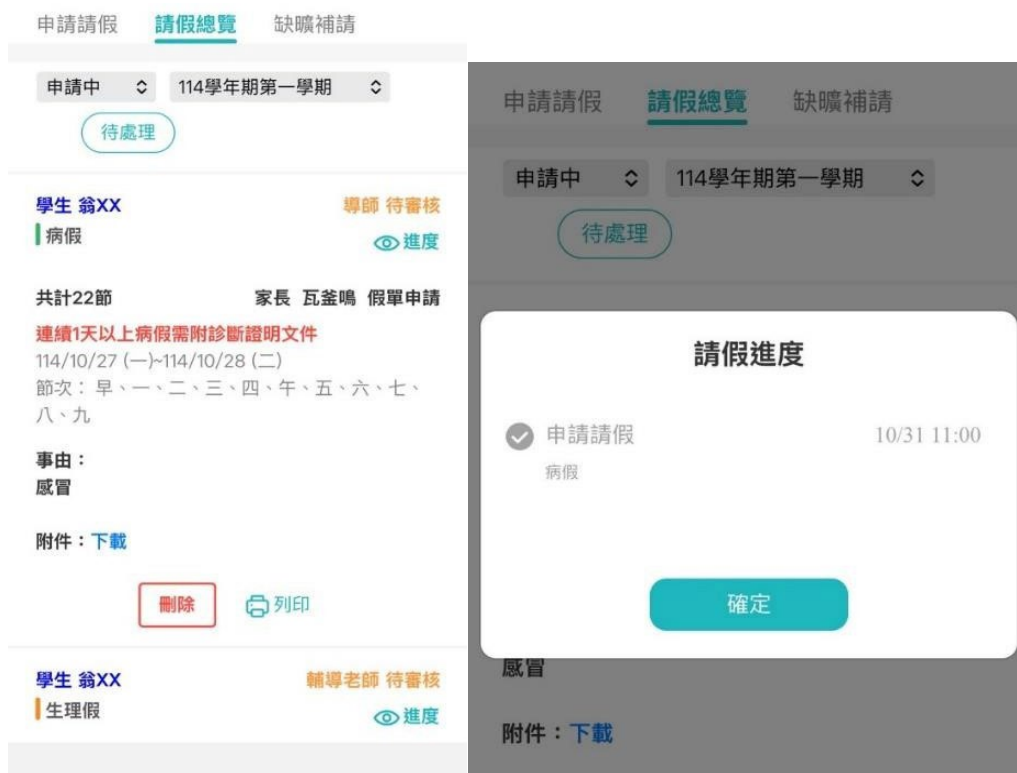 申請請假 請假總覽 缺曠補請
申請中 114學年期第一學期
待處理
學生 翁XX 導師 待審核
病假 進度
共計22節 家長 瓦釜鳴 假單申請
連續1天以上病假需附診斷證明文件
114/10/27 (一)~114/10/28 (二)
節次：早、一、二、三、四、午、五、六、七、
八、九
事由：
感冒
附件：下載
刪除 列印
學生 翁XX 輔導老師 待審核
生理假 進度
申請請假 請假總覽 缺曠補請
申請中 114學年期第一學期
待處理
請假進度
申請請假 10/31 11:00
病假
確定
感冒
附件：下載